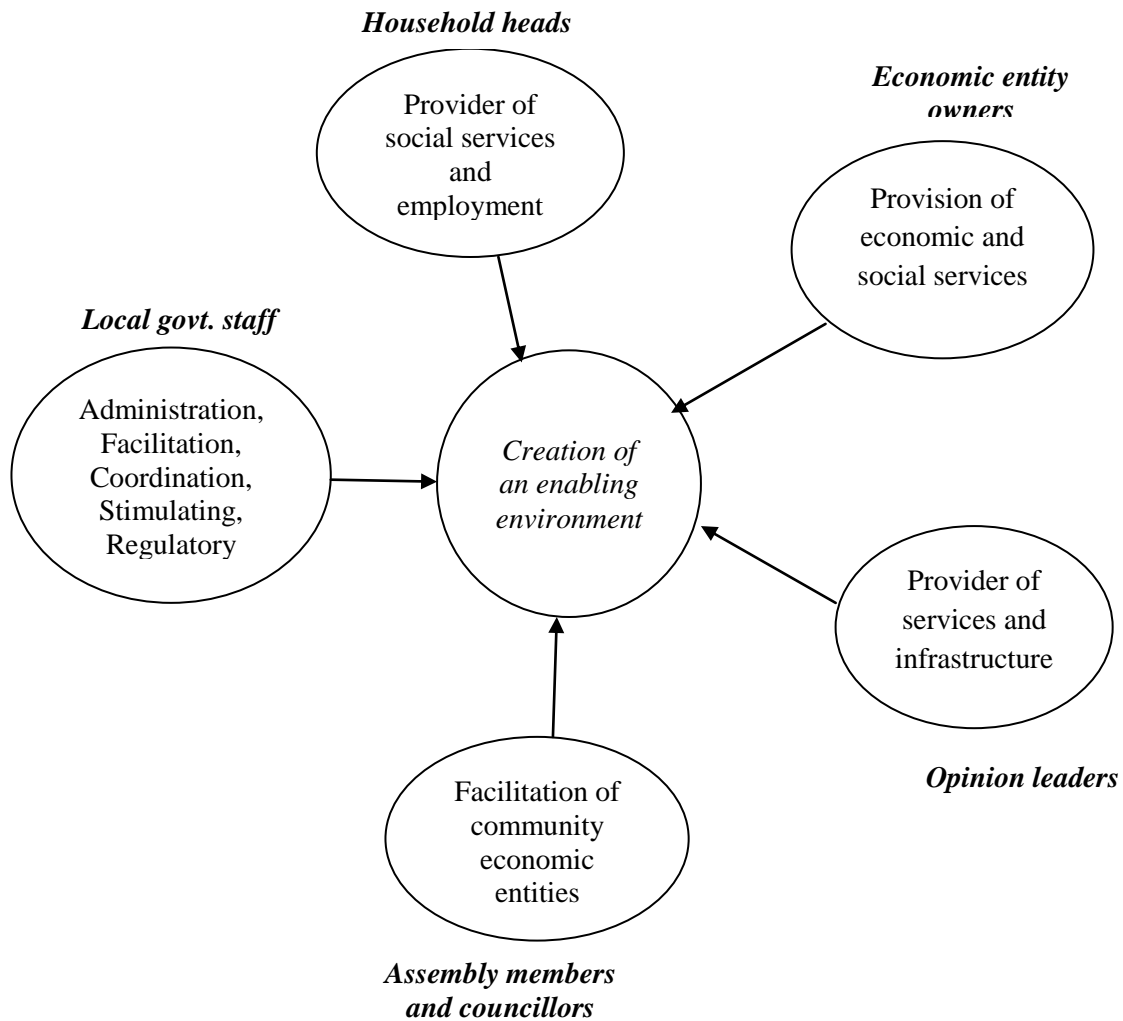 Household heads
Provider of
social services
and
employment
Economic entity
owners
Provision of
economic and
social services
Local govt. staff
Administration,
Facilitation,
Coordination,
Stimulating,
Regulatory
Creation of
an enabling
environment
Provider of
services and
infrastructure
Opinion leaders
Facilitation of
community
economic
entities
Assembly members
and councillors